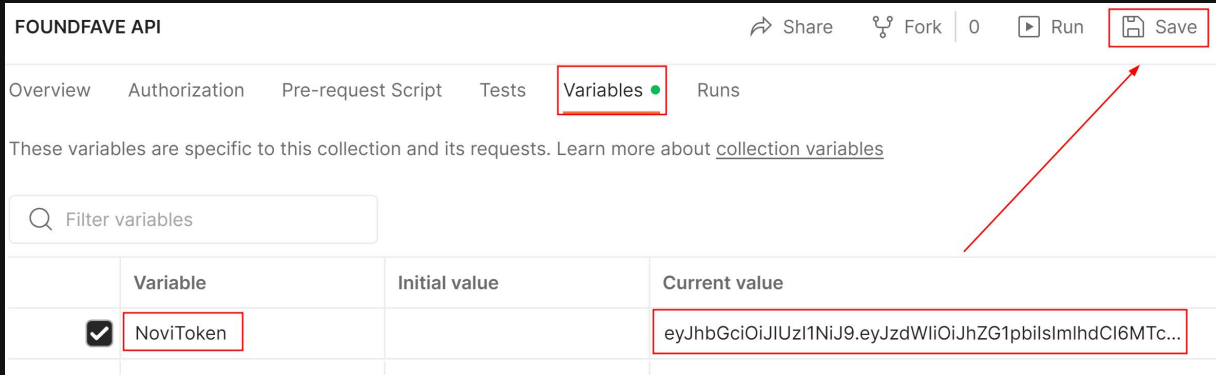 FOUNDFAVE API Share Fork 0 Run Save
Overview Authorization Pre-request Script Tests Variables Runs
These variables are specific to this collection and its requests. Learn more about collection variables
Filter variables
Variable Initial value Current value
NoviToken eyJhbGciOiJIUzI1NiJ9.eyJzdWIiOiJhZG1pbiIsImlhdCI6MTc...